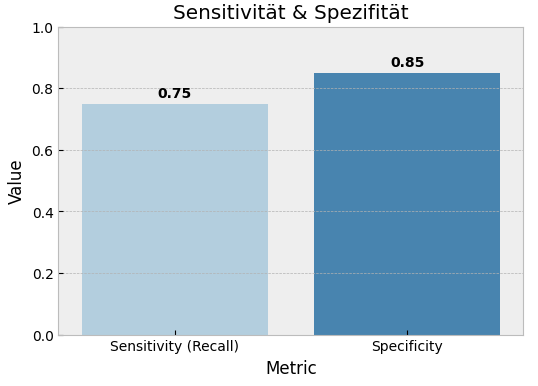 Sensitivität & Spezifität
1.0
0.8
0.6
0.4
0.2
0.0
Value
0.75
0.85
Sensitivity (Recall)
Specificity
Metric